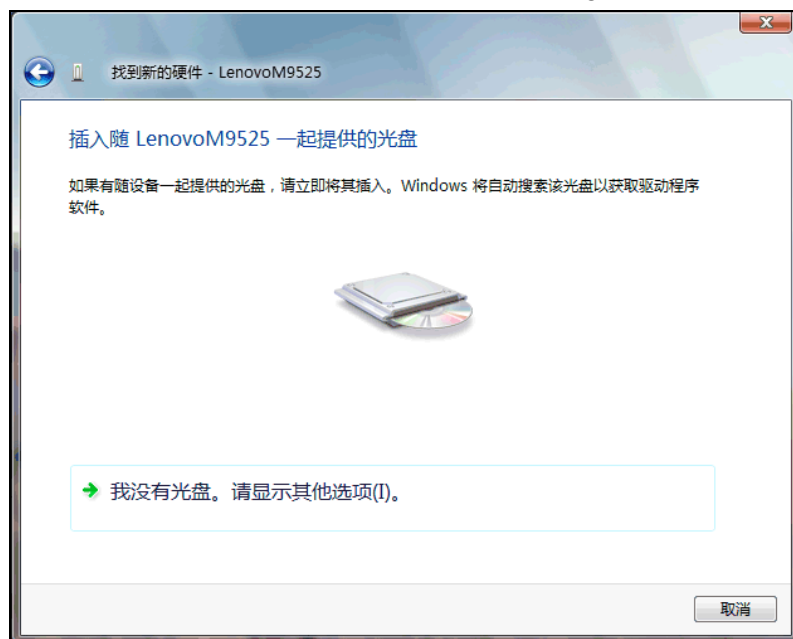 找到新的硬件 - LenovoM9525
插入随 LenovoM9525 一起提供的光盘
如果有随设备一起提供的光盘，请立即将其插入。Windows 将自动搜索该光盘以获取驱动程序
软件。
我没有光盘。请显示其他选项(I)。
取消